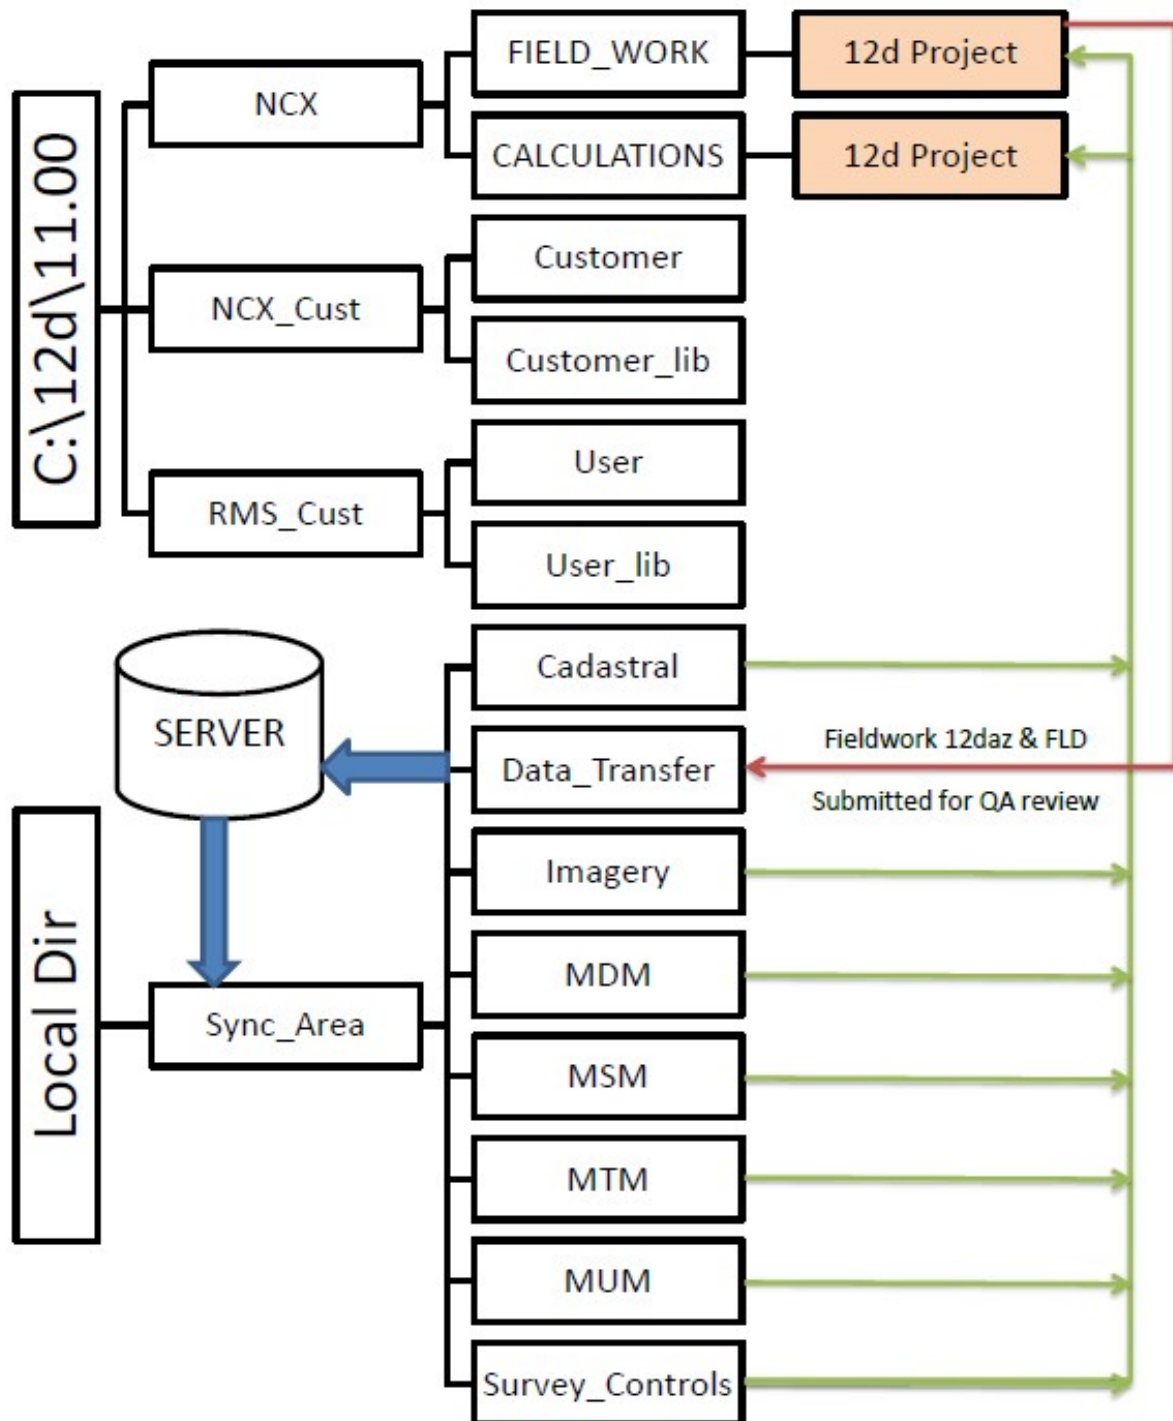 C:\12d\11.00
NCX
FIELD_WORK
12d Project
CALCULATIONS
12d Project
NCX_Cust
Customer
Customer_lib
RMS_Cust
User
User_lib
SERVER
Local Dir
Sync_Area
Cadastral
Data_Transfer
Fieldwork 12daz & FLD
Submitted for QA review
Imagery
MDM
MSM
MTM
MUM
Survey_Controls